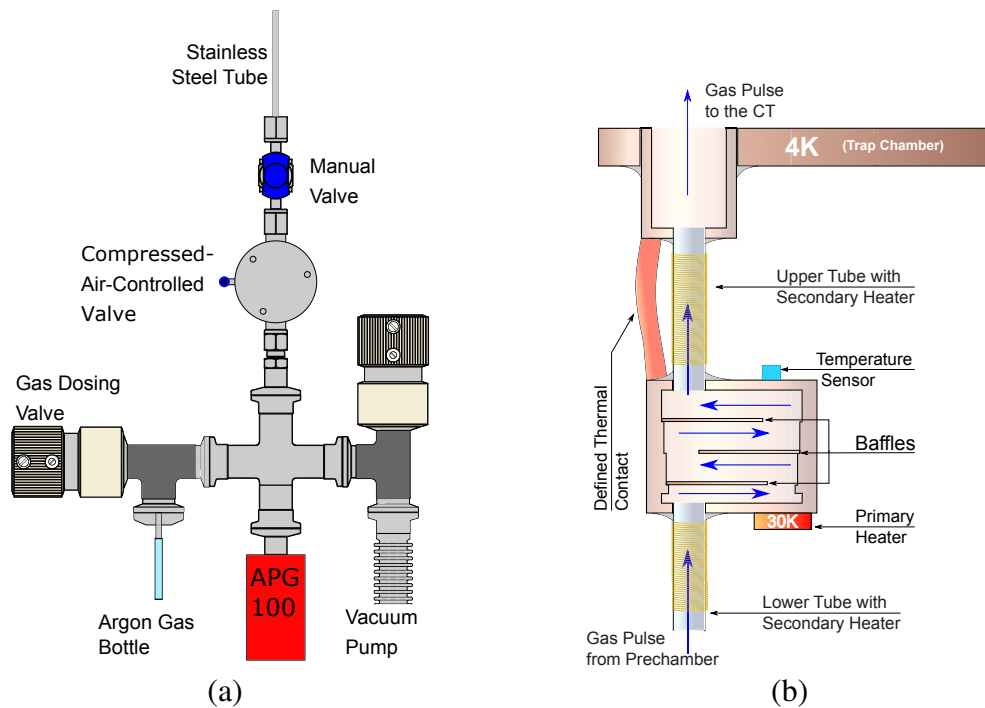 Stainless
Steel Tube
Manual
Valve
Compressed-
Air-Controlled
Valve
Gas Dosing
Valve
APG
100
Argon Gas
Bottle
Vacuum
Pump
(a)
Gas Pulse
to the CT
4K (Trap Chamber)
Upper Tube with
Secondary Heater
Temperature
Sensor
Defined Thermal
Contact
Baffles
30K
Primary
Heater
Lower Tube with
Secondary Heater
Gas Pulse
from Prechamber
(b)